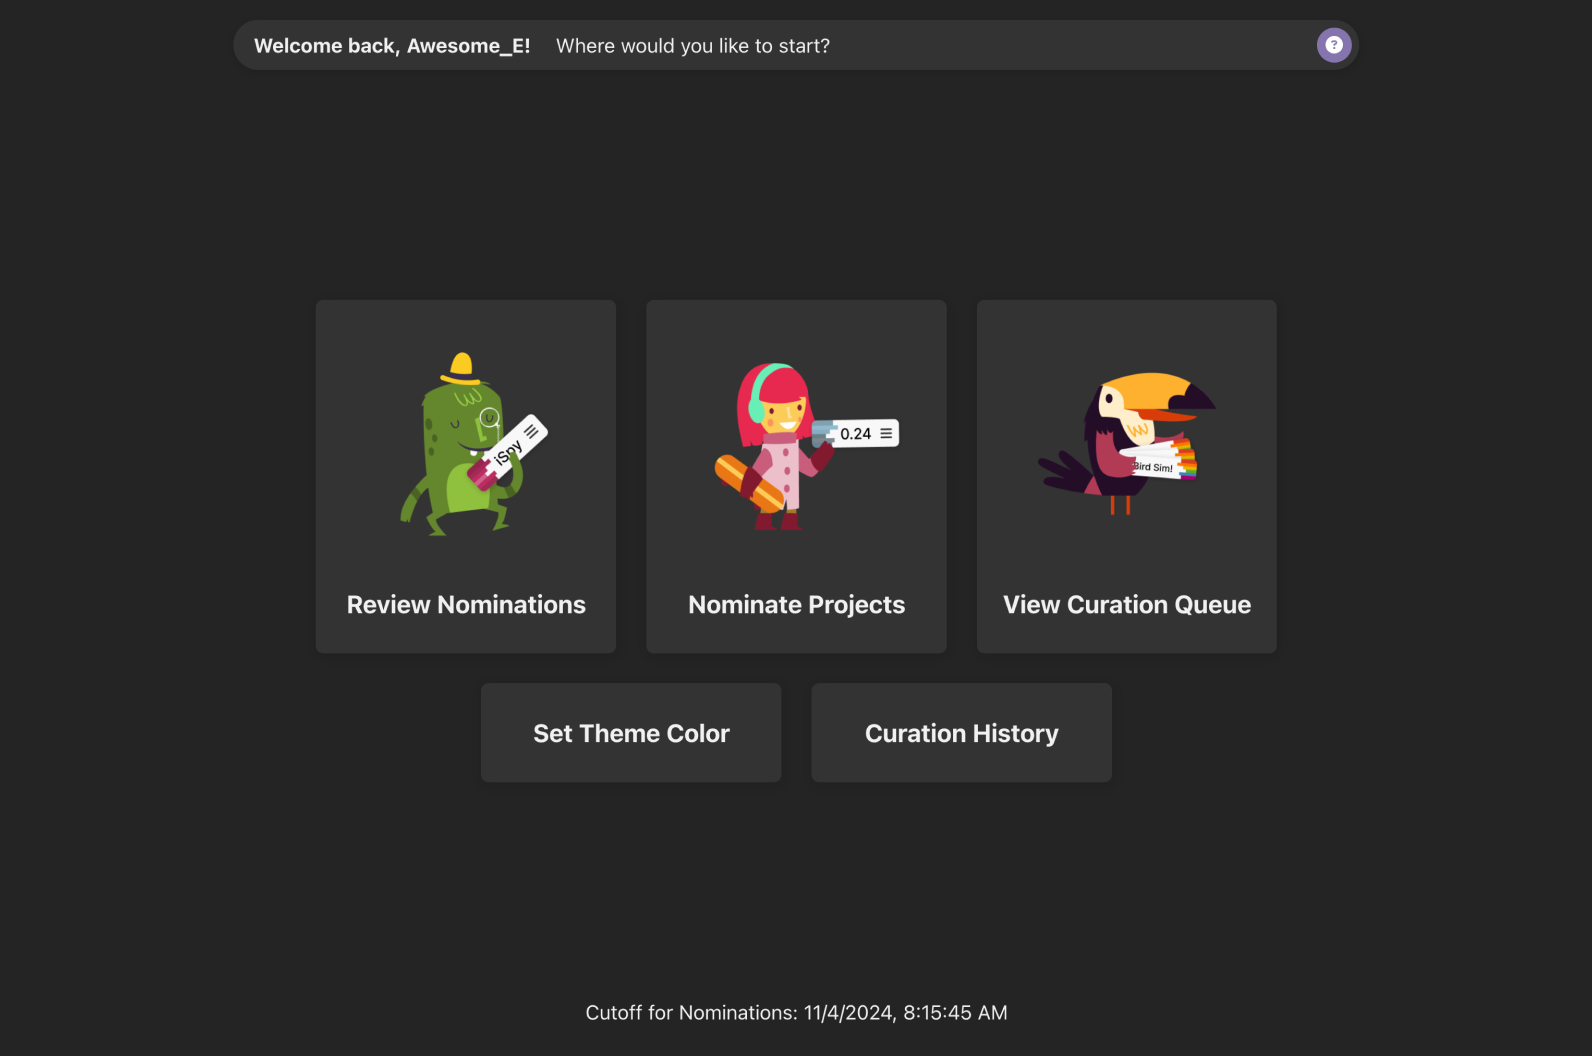 Welcome back, Awesome_E! Where would you like to start?
iSpy
0.24
Bird Sim!
Review Nominations
Nominate Projects
View Curation Queue
Set Theme Color
Curation History
Cutoff for Nominations: 11/4/2024, 8:15:45 AM